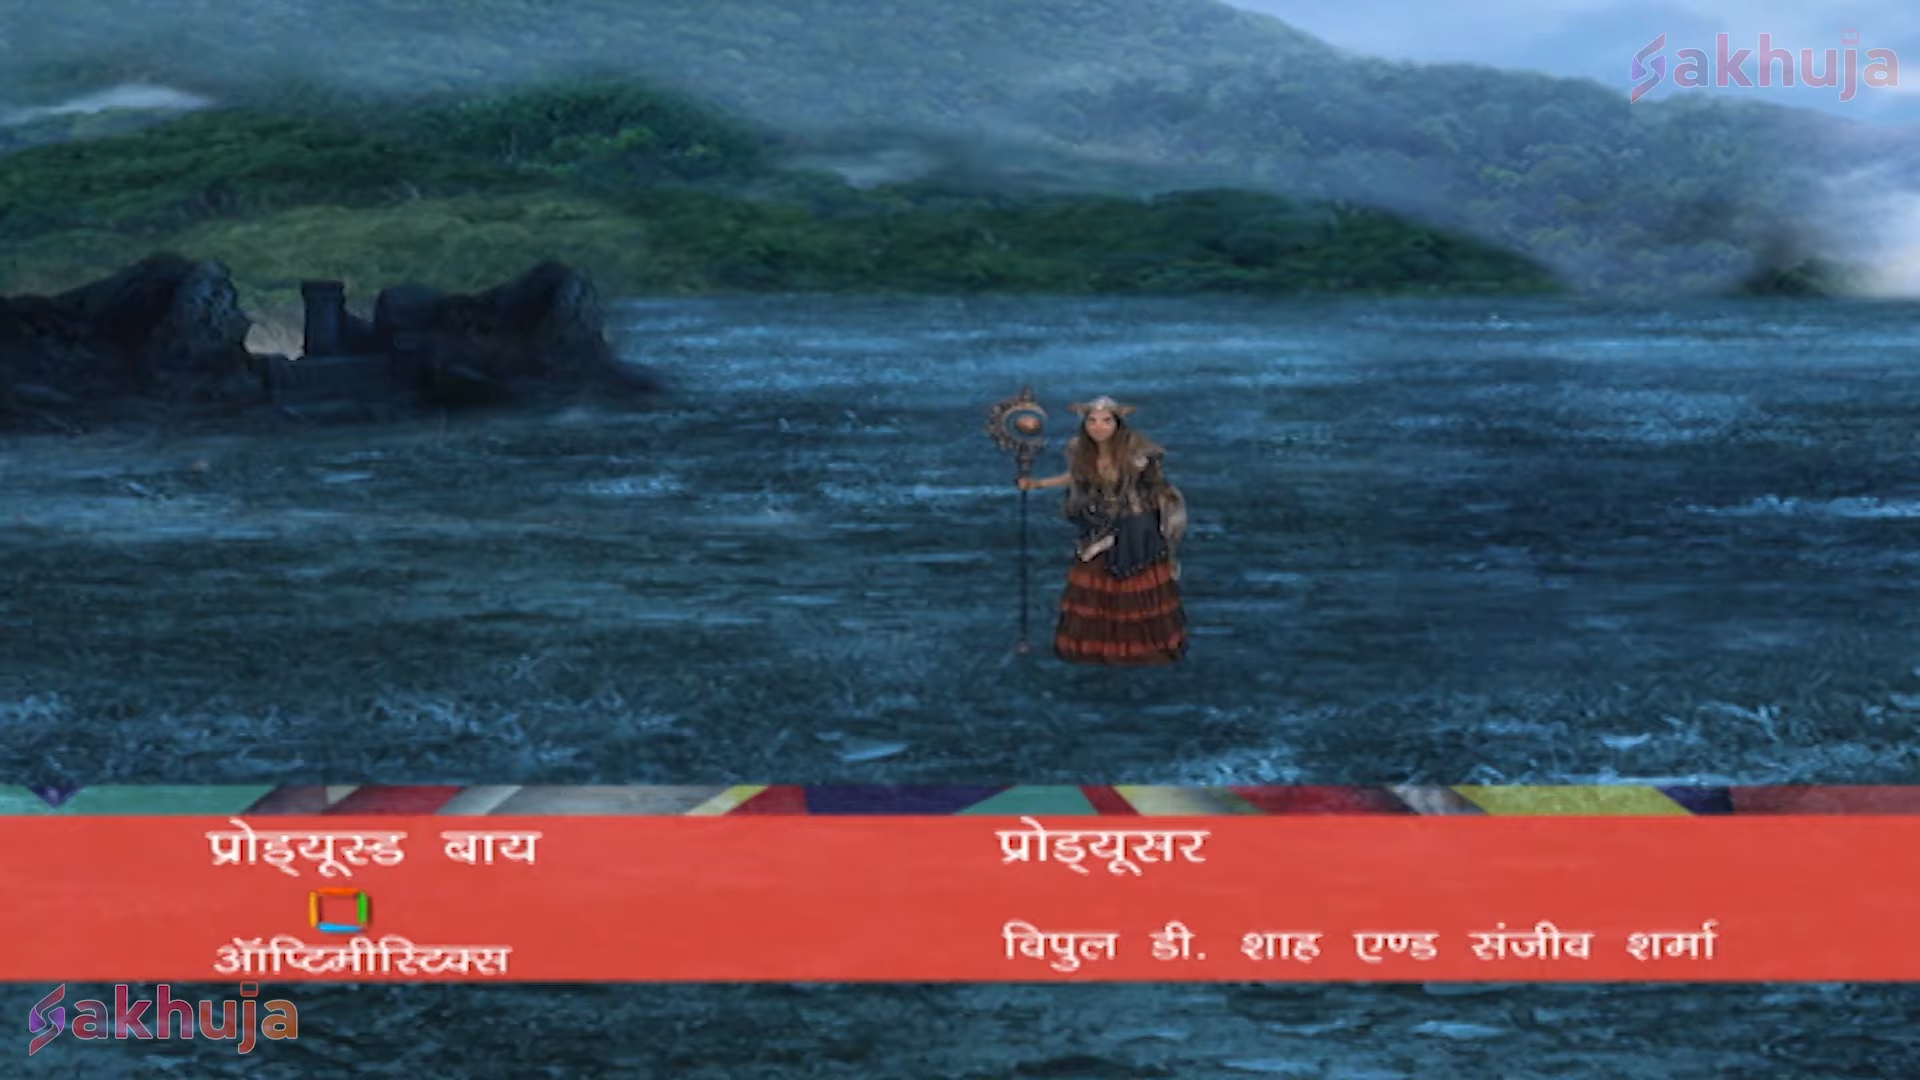 Sakhuja
प्रोड्यूस्ड बाय
ऑप्टिमीस्टिक्स
प्रोड्यूसर
विपुल डी. शाह एण्ड संजीव शर्मा
Sakhuja